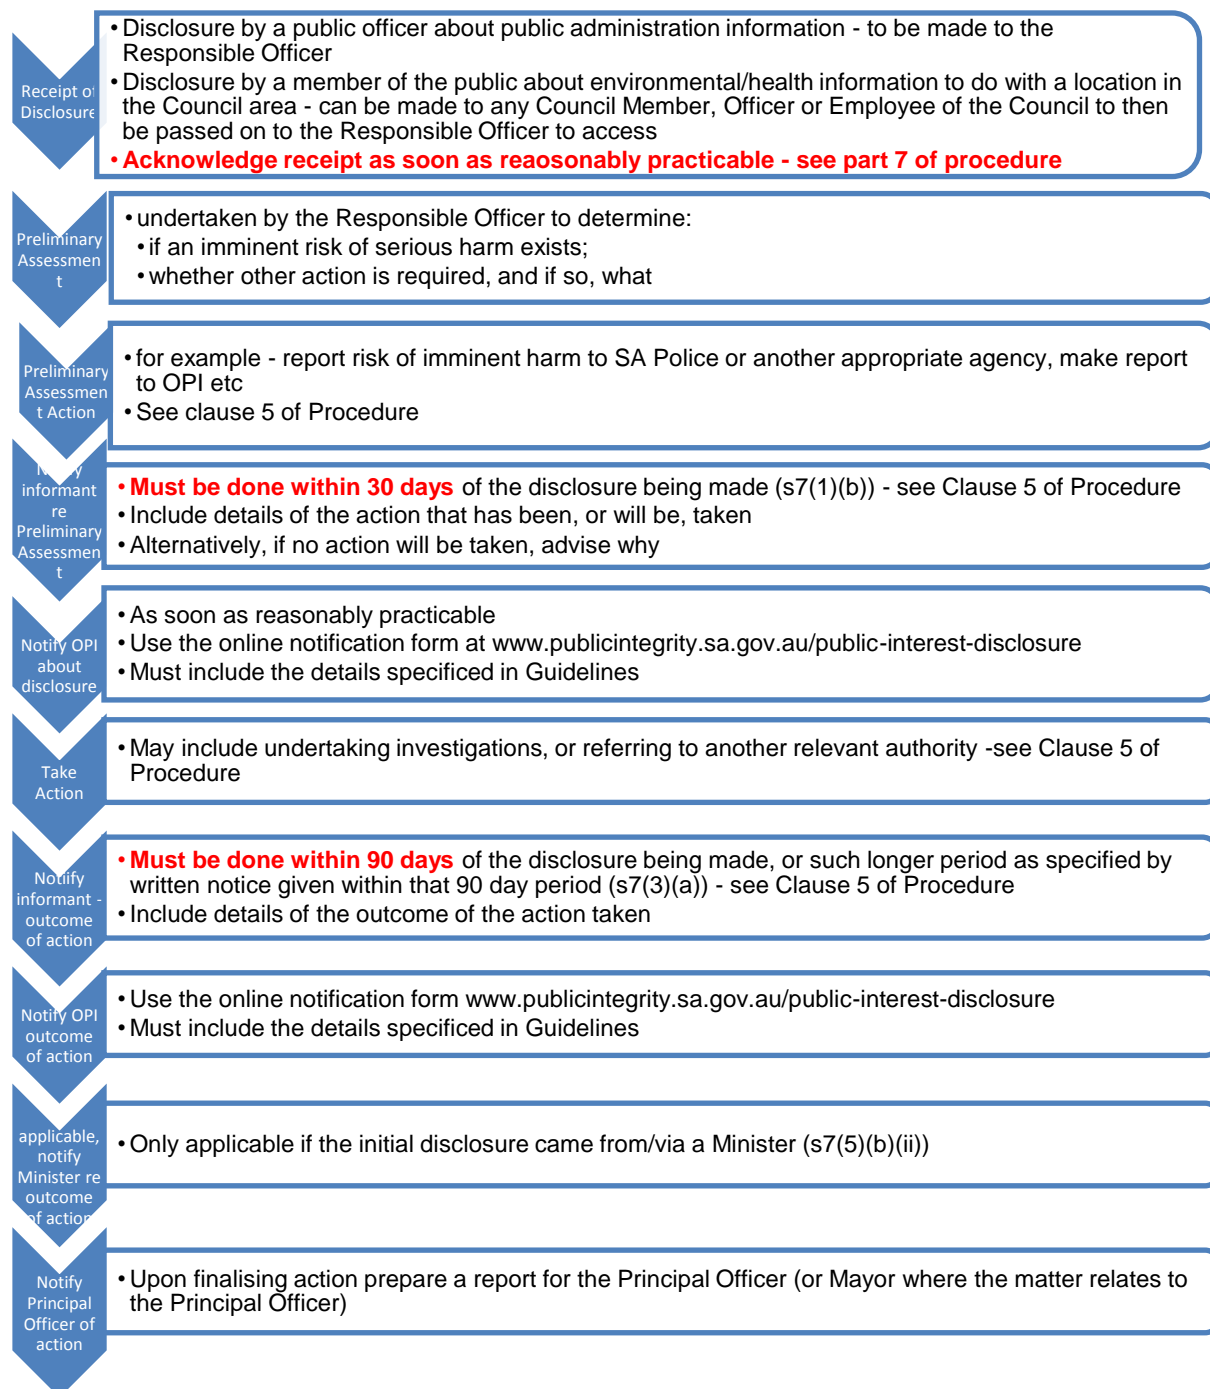 Receipt of
Disclosure
• Disclosure by a public officer about public administration information - to be made to the
Responsible Officer
• Disclosure by a member of the public about environmental/health information to do with a location in
the Council area - can be made to any Council Member, Officer or Employee of the Council to then
be passed on to the Responsible Officer to access
• Acknowledge receipt as soon as reaosonably practicable - see part 7 of procedure
Preliminary
Assessmen
t
• undertaken by the Responsible Officer to determine:
• if an imminent risk of serious harm exists;
• whether other action is required, and if so, what
Preliminary
Assessmen
t Action
• for example - report risk of imminent harm to SA Police or another appropriate agency, make report
to OPI etc
• See clause 5 of Procedure
Notify
informant
re
Preliminary
Assessmen
t
• Must be done within 30 days of the disclosure being made (s7(1)(b)) - see Clause 5 of Procedure
• Include details of the action that has been, or will be, taken
• Alternatively, if no action will be taken, advise why
Notify OPI
about
disclosure
• As soon as reasonably practicable
• Use the online notification form at www.publicintegrity.sa.gov.au/public-interest-disclosure
• Must include the details specificed in Guidelines
Take
Action
• May include undertaking investigations, or referring to another relevant authority -see Clause 5 of
Procedure
Notiify
informant -
outcome
of action
• Must be done within 90 days of the disclosure being made, or such longer period as specified by
written notice given within that 90 day period (s7(3)(a)) - see Clause 5 of Procedure
• Include details of the outcome of the action taken
Notify OPI
outcome
of action
• Use the online notification form www.publicintegrity.sa.gov.au/public-interest-disclosure
• Must include the details specificed in Guidelines
applicable,
notify
Minister re
outcome
of action
• Only applicable if the initial disclosure came from/via a Minister (s7(5)(b)(ii))
Notify
Principal
Officer of
action
• Upon finalising action prepare a report for the Principal Officer (or Mayor where the matter relates to
the Principal Officer)